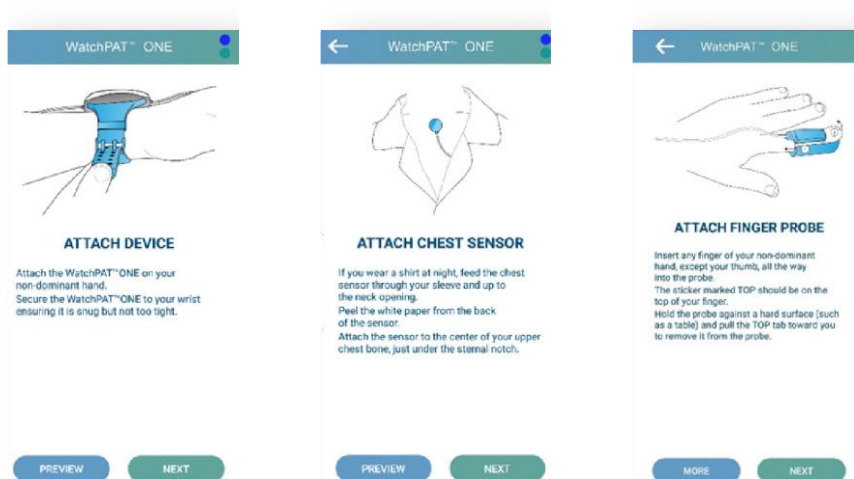 WatchPAT™ ONE
ATTACH DEVICE
Attach the WatchPAT™ONE on your
non-dominant hand.
Secure the WatchPAT™ONE to your wrist
ensuring it is snug but not too tight.
PREVIEW
NEXT
WatchPAT™ ONE
ATTACH CHEST SENSOR
If you wear a shirt at night, feed the chest
sensor through your sleeve and up to
the neck opening.
Peel the white paper from the back
of the sensor.
Attach the sensor to the center of your upper
chest bone, just under the sternal notch.
PREVIEW
NEXT
WatchPAT™ ONE
ATTACH FINGER PROBE
Insert any finger of your non-dominant
hand, except your thumb, all the way
into the probe.
The sticker marked TOP should be on the
top of your finger.
Hold the probe against a hard surface (such
as a table) and pull the TOP tab toward you
to remove it from the probe.
MORE
NEXT